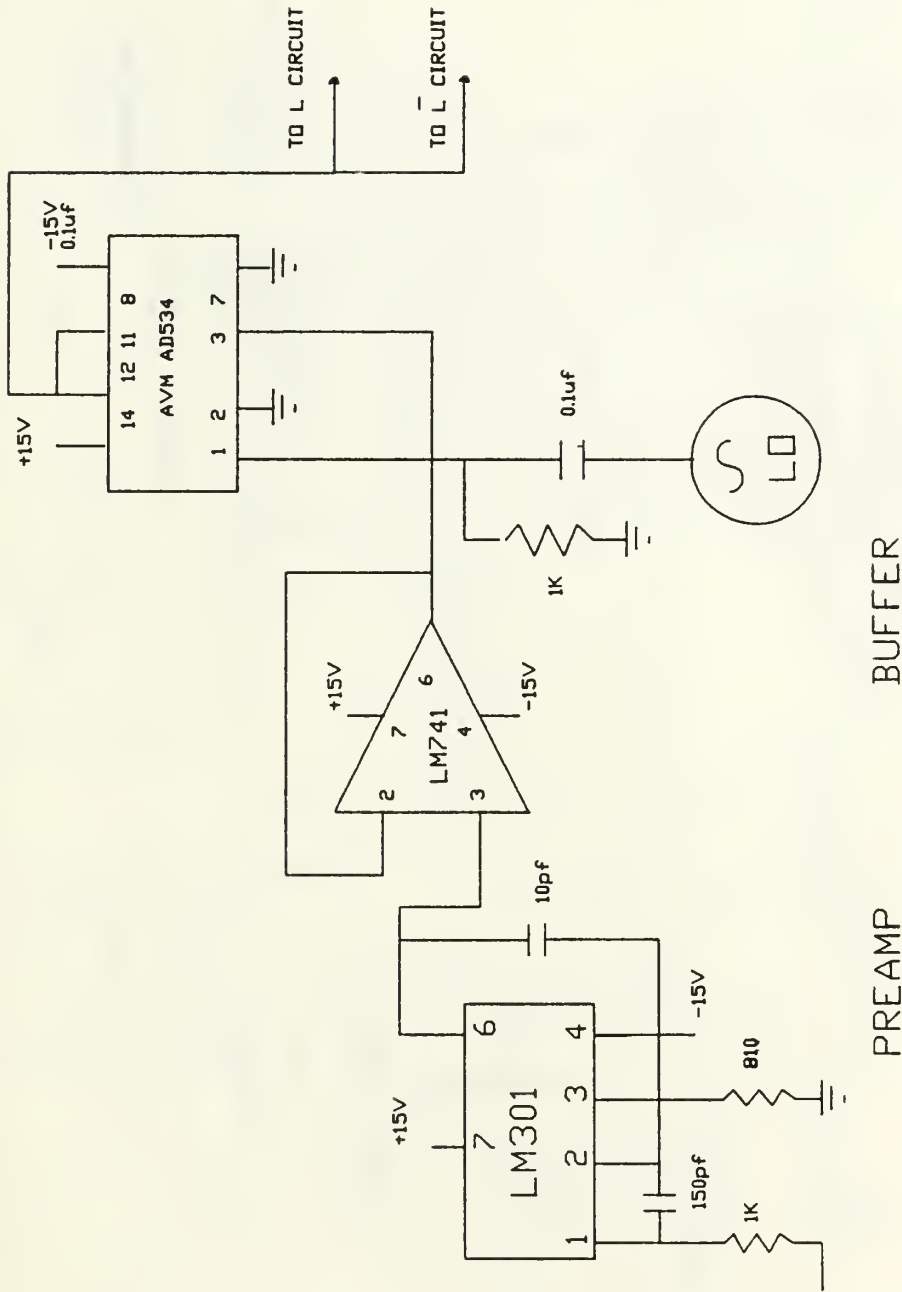 TO L CIRCUIT
TO L̅ CIRCUIT
-15V
0.1uf
+15V
14 12 11 8
AVM AD534
1 2 3 7
0.1uf
1K
S
LO
+15V
7
2
6
LM741
3
4
-15V
10pf
+15V
7
6
LM301
1 2 3 4
-15V
150pf
810
1K
PREAMP
BUFFER